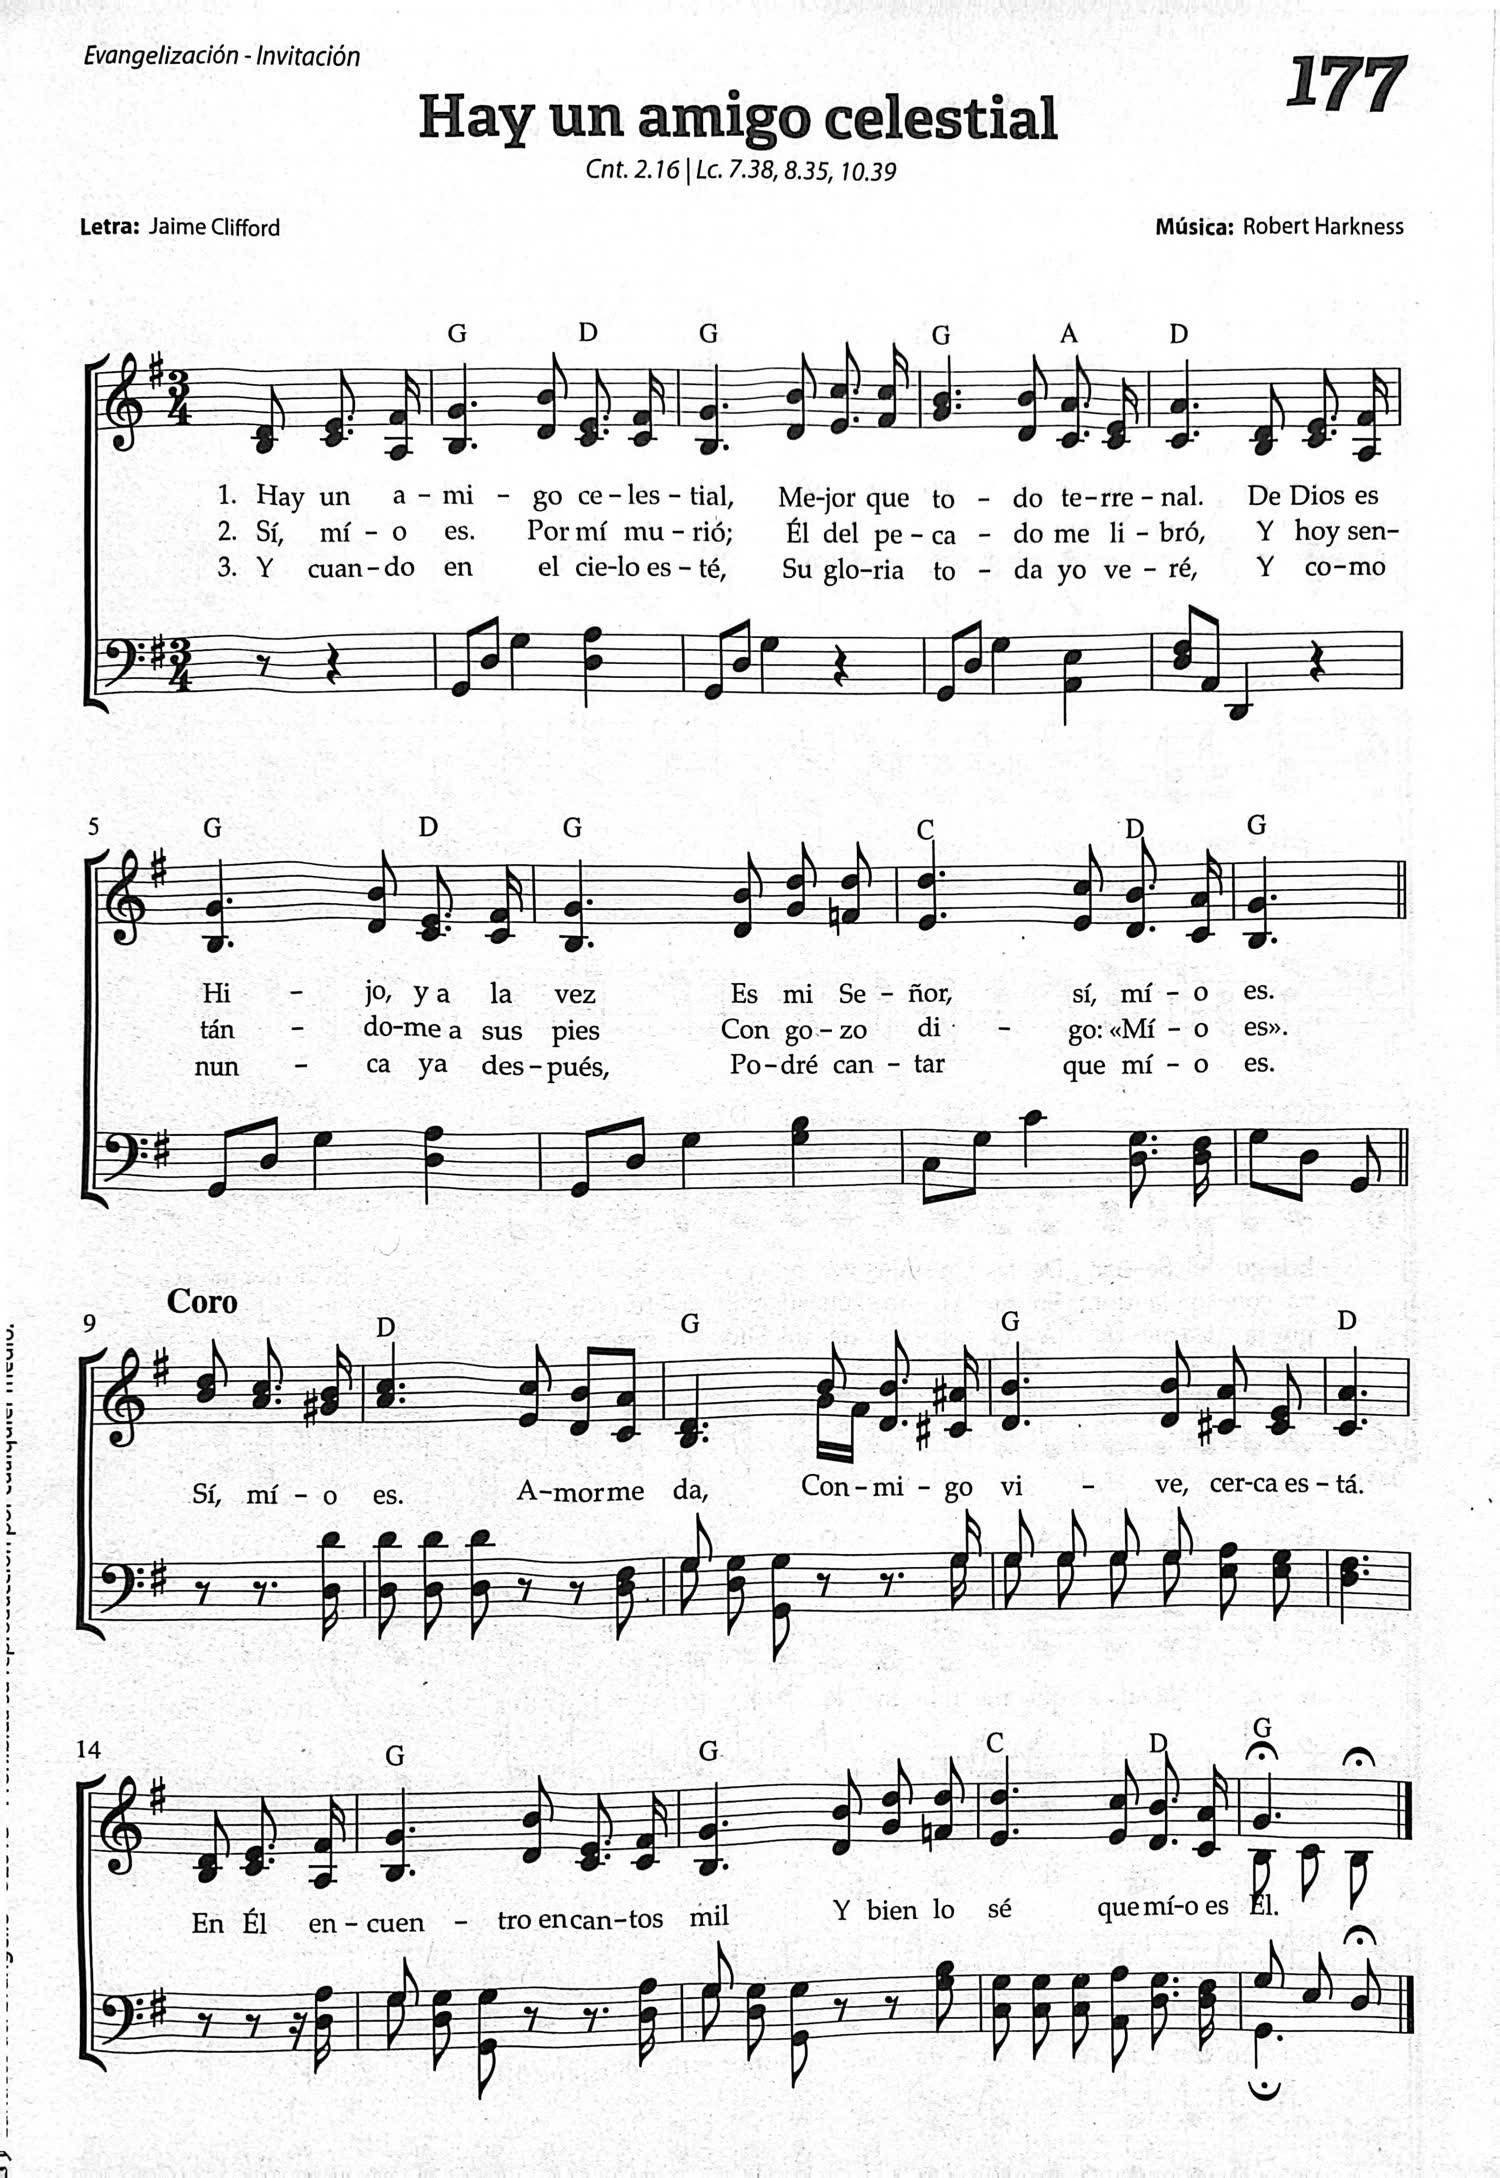 Evangelización - Invitación
177
Hay un amigo celestial
Cnt. 2.16 | Lc. 7.38, 8.35, 10.39
Letra: Jaime Clifford
Música: Robert Harkness
G D G G A D
3
4
1. Hay un a – mi – go ce – les – tial, Me-jor que to – do te–rre – nal. De Dios es
2. Sí, mí – o es. Por mí mu – rió; Él del pe – ca – do me li – bró, Y hoy sen-
3. Y cuan–do en el cie–lo es – té, Su glo–ria to – da yo ve – ré, Y co–mo
3
4
5
G D G C D G
Hi – jo, y a la vez Es mi Se – ñor, sí, mí – o es.
tán – do-me a sus pies Con go – zo di – go: «Mí – o es».
nun – ca ya des – pués, Po–dré can – tar que mí – o es.
Coro
9
D G G D
Sí, mí – o es. A–mor me da, Con – mi – go vi – ve, cer-ca es – tá.
14
G G C D G
En Él en – cuen – tro en can–tos mil Y bien lo sé que mí-o es Él.